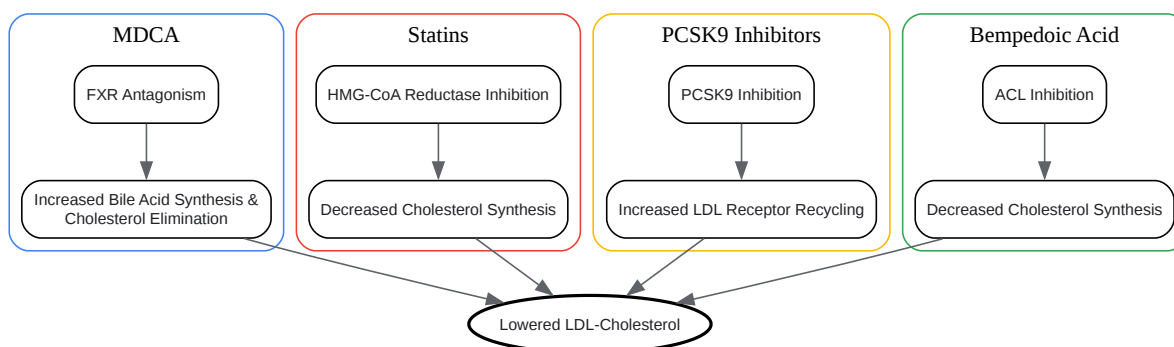 MDCA
Statins
PCSK9 Inhibitors
Bempedoic Acid
FXR Antagonism
HMG-CoA Reductase Inhibition
PCSK9 Inhibition
ACL Inhibition
Increased Bile Acid Synthesis &
Cholesterol Elimination
Decreased Cholesterol Synthesis
Increased LDL Receptor Recycling
Decreased Cholesterol Synthesis
Lowered LDL-Cholesterol